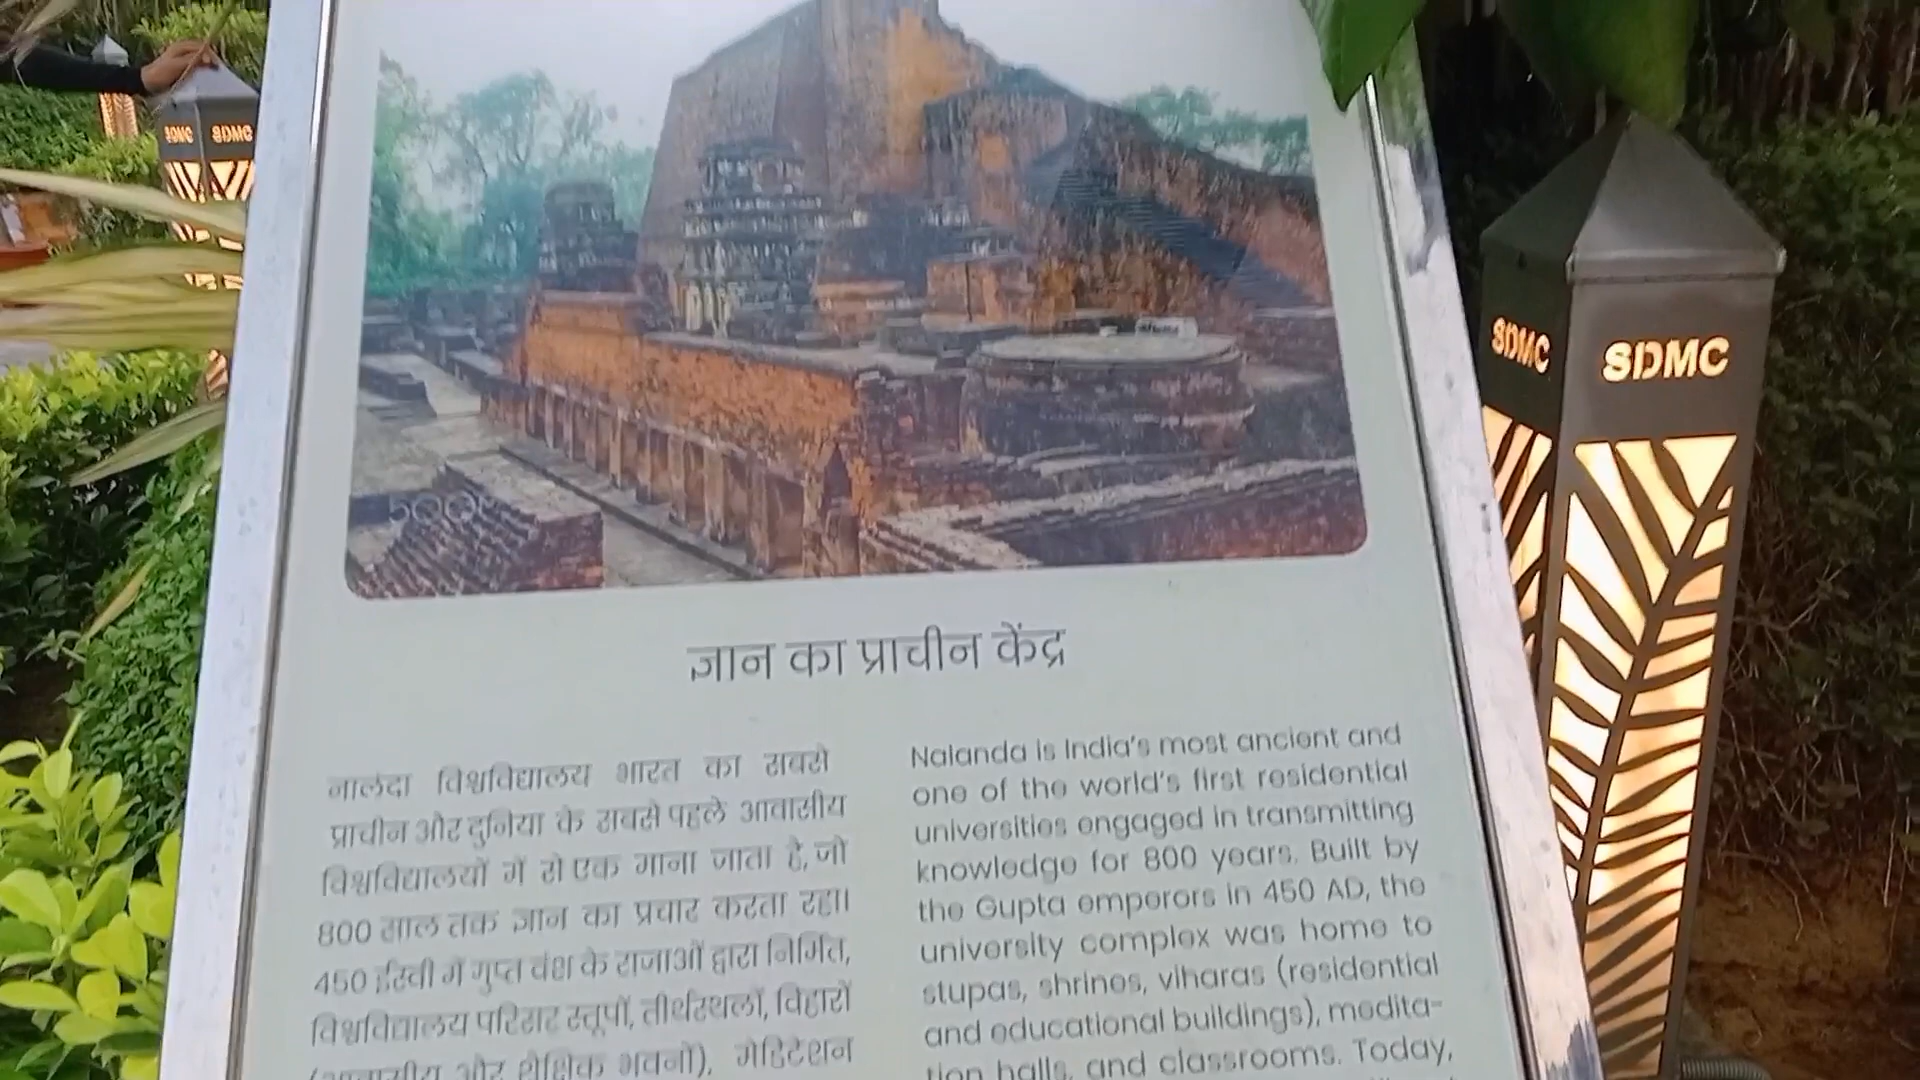 SDMC SDMC
SDMC SDMC
ज्ञान का प्राचीन केंद्र
नालंदा विश्वविद्यालय भारत का सबसे
प्राचीन और दुनिया के सबसे पहले आवासीय
विश्वविद्यालयों में से एक माना जाता है, जो
800 साल तक ज्ञान का प्रचार करता रहा।
450 ईस्वी में गुप्त वंश के राजाओं द्वारा निर्मित,
विश्वविद्यालय परिसर स्तूपों, तीर्थस्थलों, विहारों
(आवासीय और शैक्षिक भवनों), मेडिटेशन
Nalanda is India's most ancient and
one of the world's first residential
universities engaged in transmitting
knowledge for 800 years. Built by
the Gupta emperors in 450 AD, the
university complex was home to
stupas, shrines, viharas (residential
and educational buildings), medita-
tion halls, and classrooms. Today,